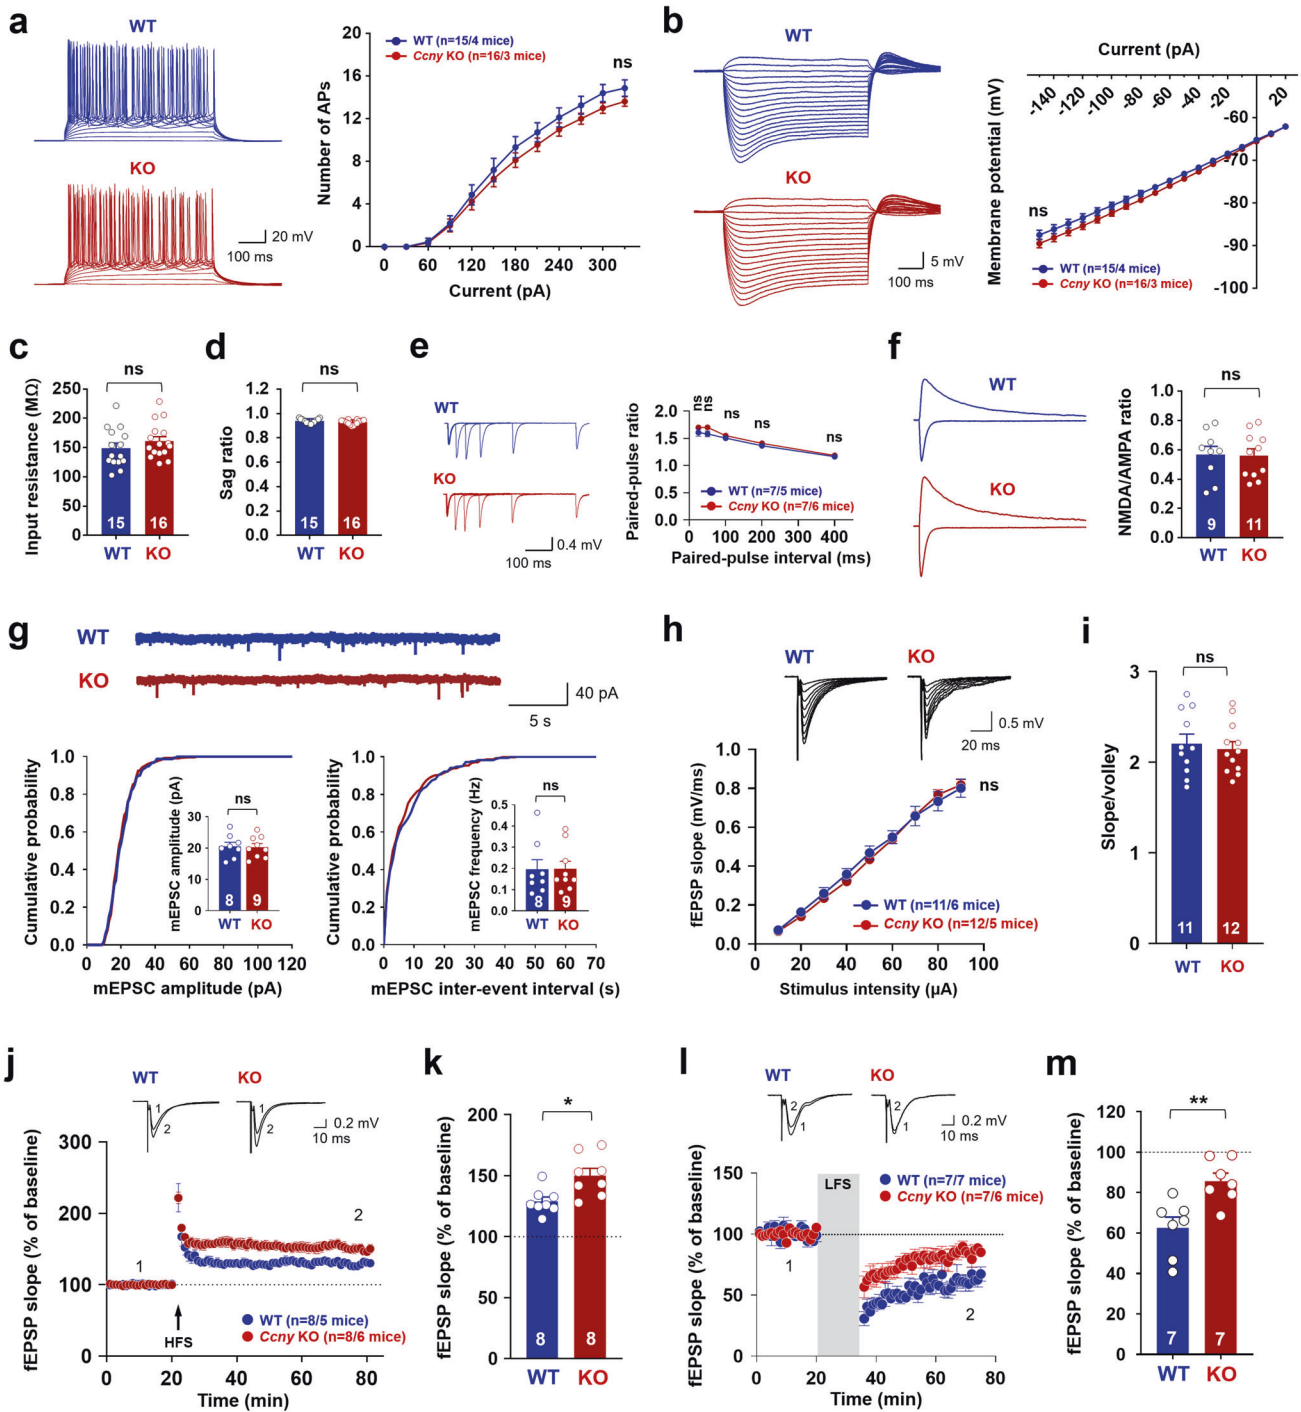 a
WT
KO
20 mV
100 ms
Number of APs
20
16
12
8
4
0
WT (n=15/4 mice)
Ccny KO (n=16/3 mice)
ns
0 60 120 180 240 300
Current (pA)
b
WT
KO
5 mV
100 ms
Current (pA)
-140 -120 -100 -80 -60 -40 -20 20
Membrane potential (mV)
-60
-70
-80
-90
-100
ns
WT (n=15/4 mice)
Ccny KO (n=16/3 mice)
c
ns
Input resistance (MΩ)
250
200
150
100
50
0
15 16
WT KO
d
ns
Sag ratio
1.2
1.0
0.8
0.6
0.4
0.2
0.0
15 16
WT KO
e
WT
KO
0.4 mV
100 ms
Paired-pulse ratio
2.0
1.5
1.0
0.5
0.0
ns ns ns ns ns
WT (n=7/5 mice)
Ccny KO (n=7/6 mice)
0 100 200 300 400
Paired-pulse interval (ms)
f
WT
KO
ns
NMDA/AMPA ratio
1.0
0.8
0.6
0.4
0.2
0.0
9 11
WT KO
g
WT
KO
40 pA
5 s
Cumulative probability
1.0
0.8
0.6
0.4
0.2
0.0
0 20 40 60 80 100 120
mEPSC amplitude (pA)
mEPSC amplitude (pA)
30
20
10
0
ns
8 9
WT KO
Cumulative probability
1.0
0.8
0.6
0.4
0.2
0.0
0 10 20 30 40 50 60 70
mEPSC inter-event interval (s)
mEPSC frequency (Hz)
0.5
0.4
0.3
0.2
0.1
0.0
ns
8 9
WT KO
h
WT KO
0.5 mV
20 ms
fEPSP slope (mV/ms)
1.0
0.8
0.6
0.4
0.2
0.0
ns
WT (n=11/6 mice)
Ccny KO (n=12/5 mice)
0 20 40 60 80 100
Stimulus intensity (μA)
i
ns
Slope/volley
3
2
1
0
11 12
WT KO
j
WT KO
1
2
1
2
0.2 mV
10 ms
fEPSP slope (% of baseline)
300
200
100
0
1
2
HFS
WT (n=8/5 mice)
Ccny KO (n=8/6 mice)
0 20 40 60 80
Time (min)
k
*
fEPSP slope (% of baseline)
200
150
100
50
0
8 8
WT KO
l
WT KO
2
1
2
1
0.2 mV
10 ms
fEPSP slope (% of baseline)
150
100
50
0
LFS
WT (n=7/7 mice)
Ccny KO (n=7/6 mice)
1
2
0 20 40 60 80
Time (min)
m
**
fEPSP slope (% of baseline)
120
100
80
60
40
20
0
7 7
WT KO